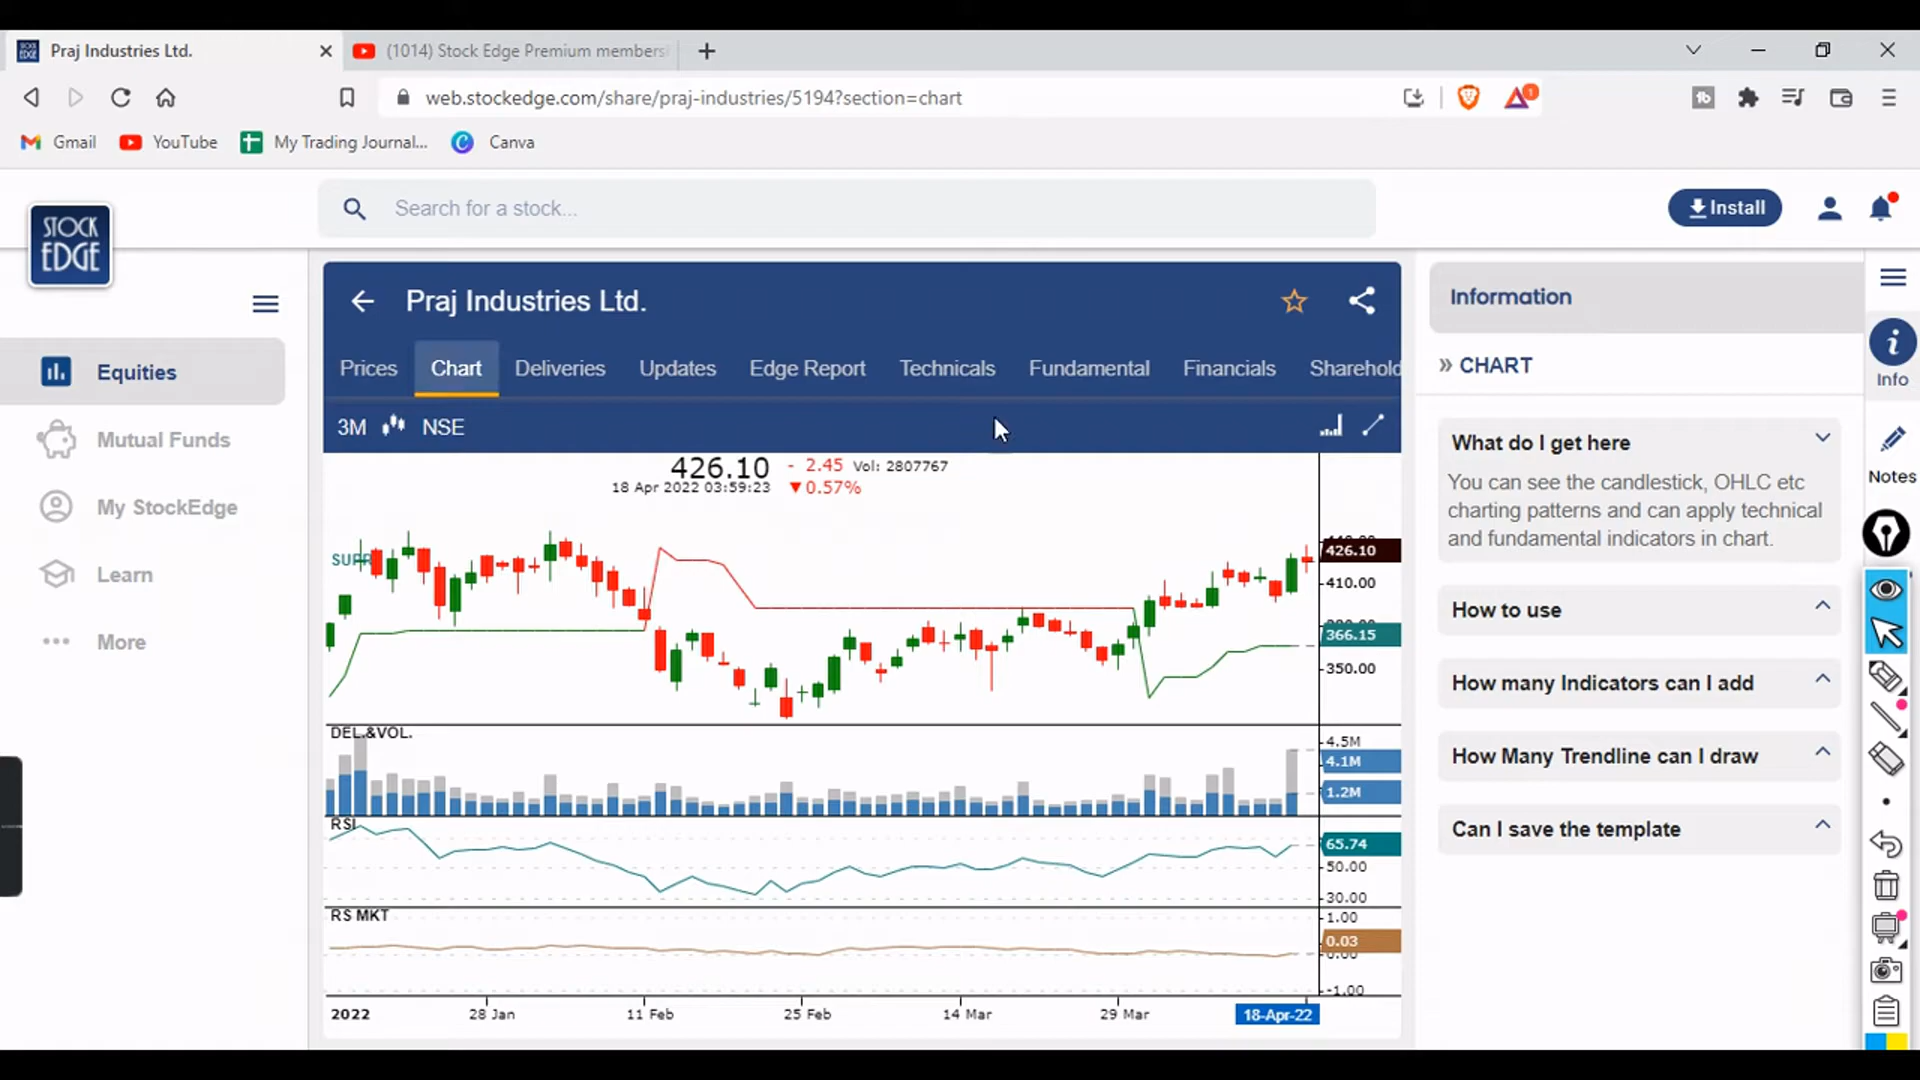 Praj Industries Ltd.
(1014) Stock Edge Premium membersh
web.stockedge.com/share/praj-industries/5194?section=chart
1
Gmail
YouTube
My Trading Journal...
Canva
STOCK
EDGE
Search for a stock...
Install
Equities
Mutual Funds
My StockEdge
Learn
More
Praj Industries Ltd.
Prices
Chart
Deliveries
Updates
Edge Report
Technicals
Fundamental
Financials
Sharehold
3M
NSE
426.10 - 2.45 Vol: 2807767
18 Apr 2022 03:59:23 ▼0.57%
426.10
410.00
366.15
350.00
DEL.&VOL.
4.5M
4.1M
1.2M
RSI
65.74
50.00
30.00
RS MKT
1.00
0.03
0.00
-1.00
2022
28 Jan
11 Feb
25 Feb
14 Mar
29 Mar
18-Apr-22
Information
» CHART
What do I get here
You can see the candlestick, OHLC etc
charting patterns and can apply technical
and fundamental indicators in chart.
How to use
How many Indicators can I add
How Many Trendline can I draw
Can I save the template
Info
Notes